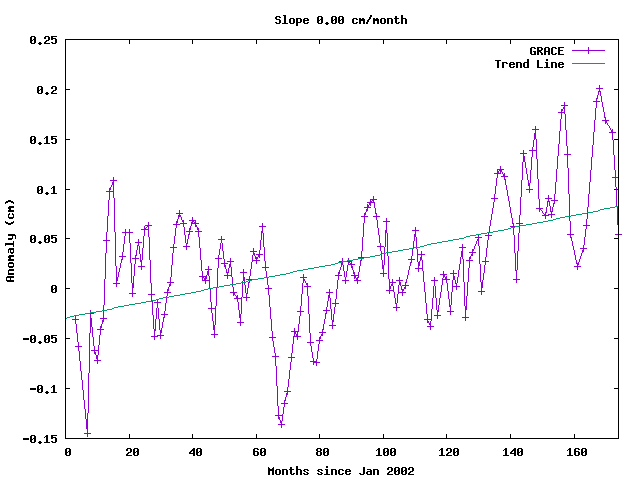 Slope 0.00 cm/month
0.25
GRACE
Trend Line
0.2
0.15
0.1
Anomaly (cm)
0.05
0
-0.05
-0.1
-0.15
0 20 40 60 80 100 120 140 160
Months since Jan 2002